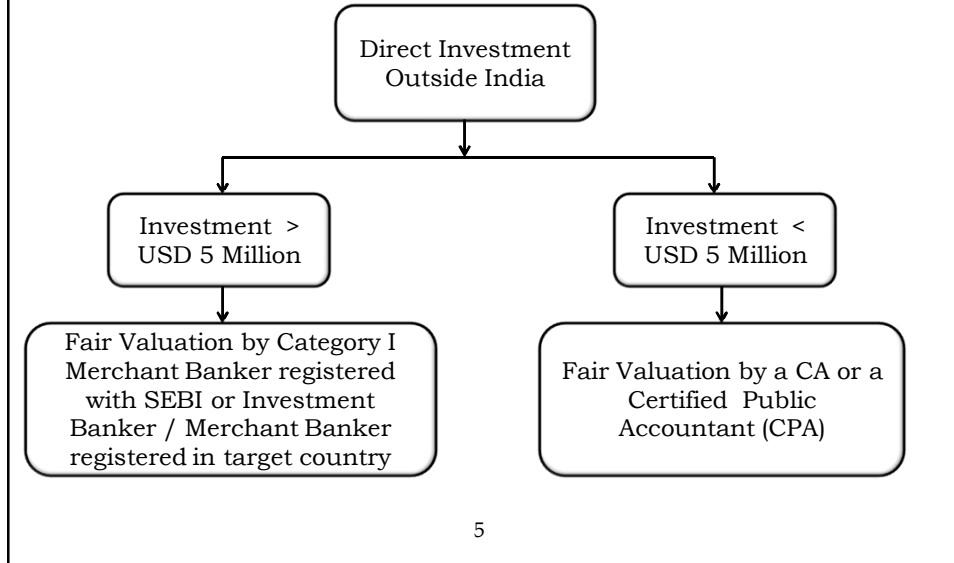 Direct Investment
Outside India
Investment >
USD 5 Million
Investment <
USD 5 Million
Fair Valuation by Category I
Merchant Banker registered
with SEBI or Investment
Banker / Merchant Banker
registered in target country
Fair Valuation by a CA or a
Certified Public
Accountant (CPA)
5